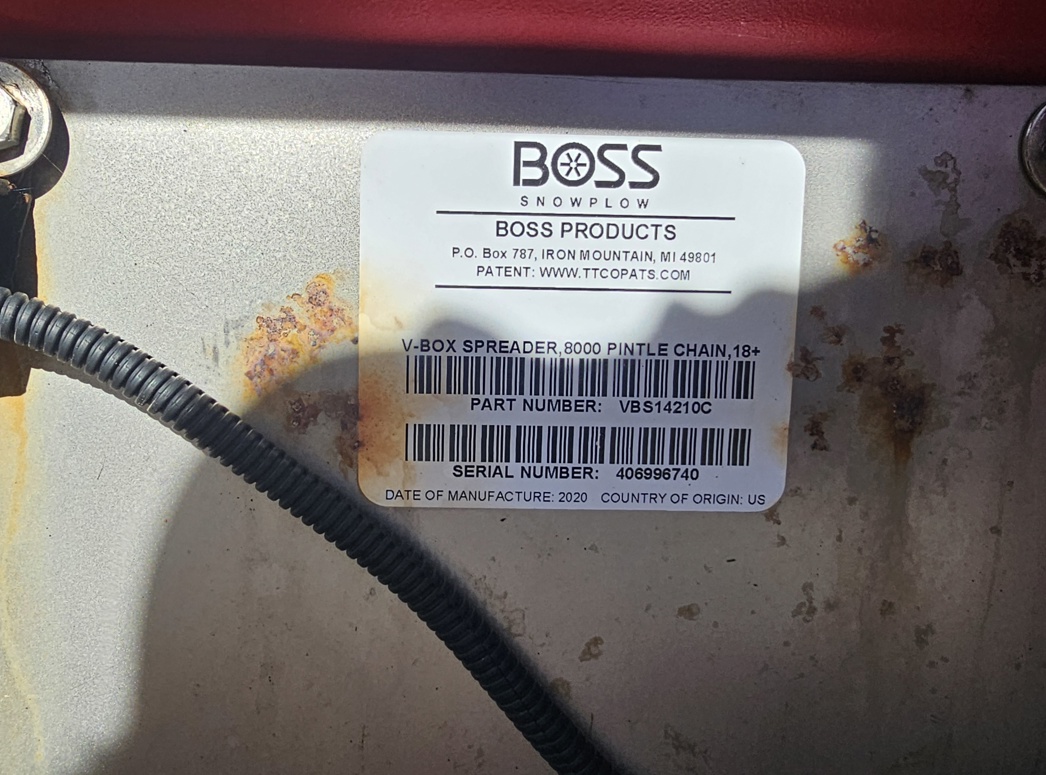 BOSS
SNOWPLOW
BOSS PRODUCTS
P.O. Box 787, IRON MOUNTAIN, MI 49801
PATENT: WWW.TTCOPATS.COM
V-BOX SPREADER,8000 PINTLE CHAIN,18+
PART NUMBER: VBS14210C
SERIAL NUMBER: 406996740
DATE OF MANUFACTURE: 2020 COUNTRY OF ORIGIN: US